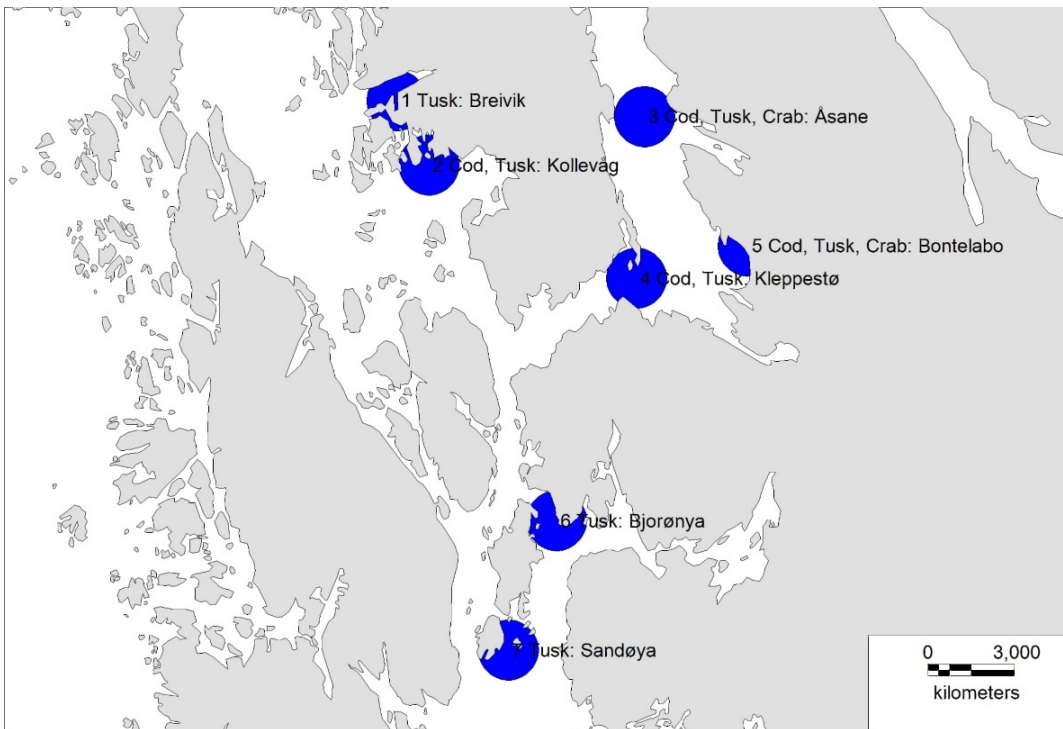 1 Tusk: Breivik
3 Cod, Tusk, Crab: Åsane
2 Cod, Tusk: Kollevåg
5 Cod, Tusk, Crab: Bontelabo
4 Cod, Tusk: Kleppestø
6 Tusk: Bjorønya
7 Tusk: Sandøya
0 3,000
kilometers